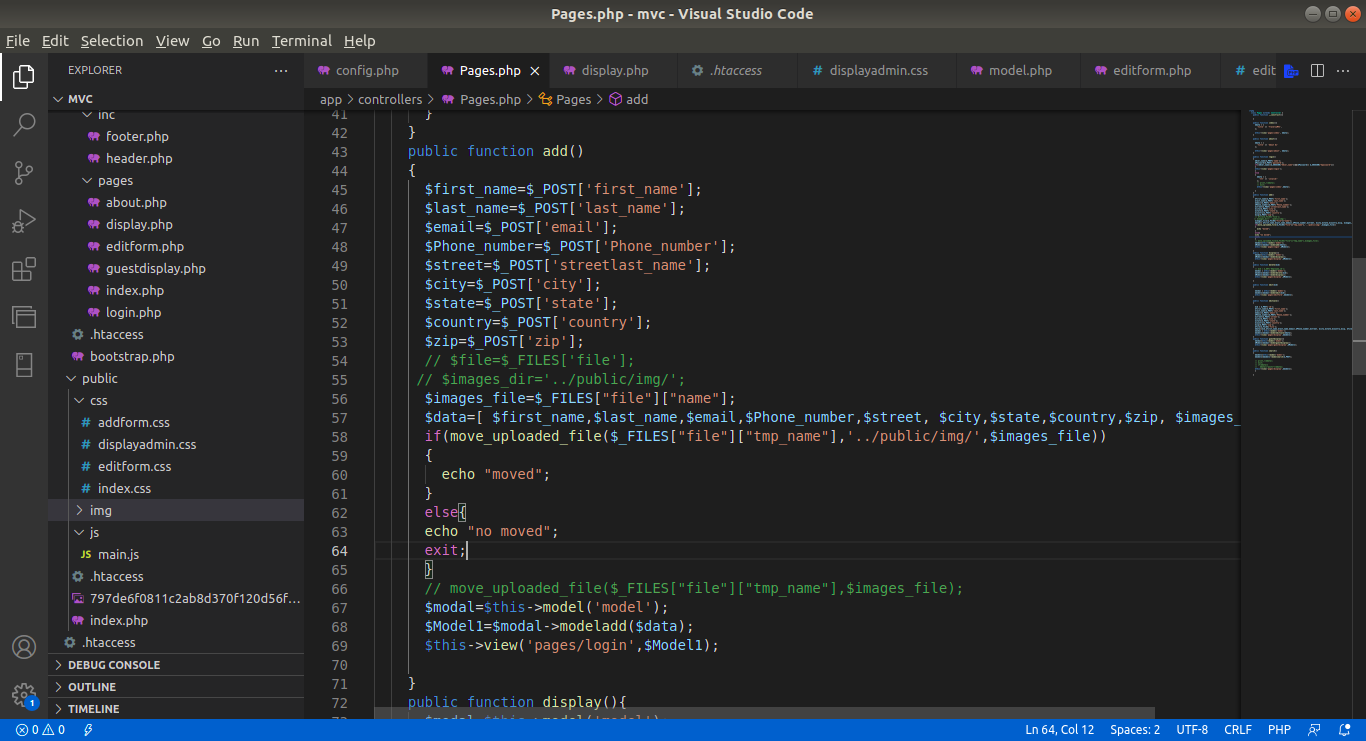 Pages.php - mvc - Visual Studio Code
File Edit Selection View Go Run Terminal Help
EXPLORER ···
config.php Pages.php display.php .htaccess displayadmin.css model.php editform.php edit
MVC
inc
footer.php
header.php
pages
about.php
display.php
editform.php
guestdisplay.php
index.php
login.php
.htaccess
bootstrap.php
public
css
addform.css
displayadmin.css
editform.css
index.css
img
js
JS main.js
.htaccess
797de6f0811c2ab8d370f120d56f...
index.php
.htaccess
DEBUG CONSOLE
OUTLINE
TIMELINE
app > controllers > Pages.php > Pages > add
41 }
42 }
43 public function add()
44 {
45 $first_name=$_POST['first_name'];
46 $last_name=$_POST['last_name'];
47 $email=$_POST['email'];
48 $Phone_number=$_POST['Phone_number'];
49 $street=$_POST['streetlast_name'];
50 $city=$_POST['city'];
51 $state=$_POST['state'];
52 $country=$_POST['country'];
53 $zip=$_POST['zip'];
54 // $file=$_FILES['file'];
55 // $images_dir='../public/img/';
56 $images_file=$_FILES["file"]["name"];
57 $data=[ $first_name,$last_name,$email,$Phone_number,$street, $city,$state,$country,$zip, $images_
58 if(move_uploaded_file($_FILES["file"]["tmp_name"],'../public/img/',$images_file))
59 {
60 echo "moved";
61 }
62 else{
63 echo "no moved";
64 exit;
65 }
66 // move_uploaded_file($_FILES["file"]["tmp_name"],$images_file);
67 $modal=$this->model('model');
68 $Model1=$modal->modeladd($data);
69 $this->view('pages/login',$Model1);
70
71 }
72 public function display(){
73 $modal=$this->model('model');
1
0 0 Ln 64, Col 12 Spaces: 2 UTF-8 CRLF PHP